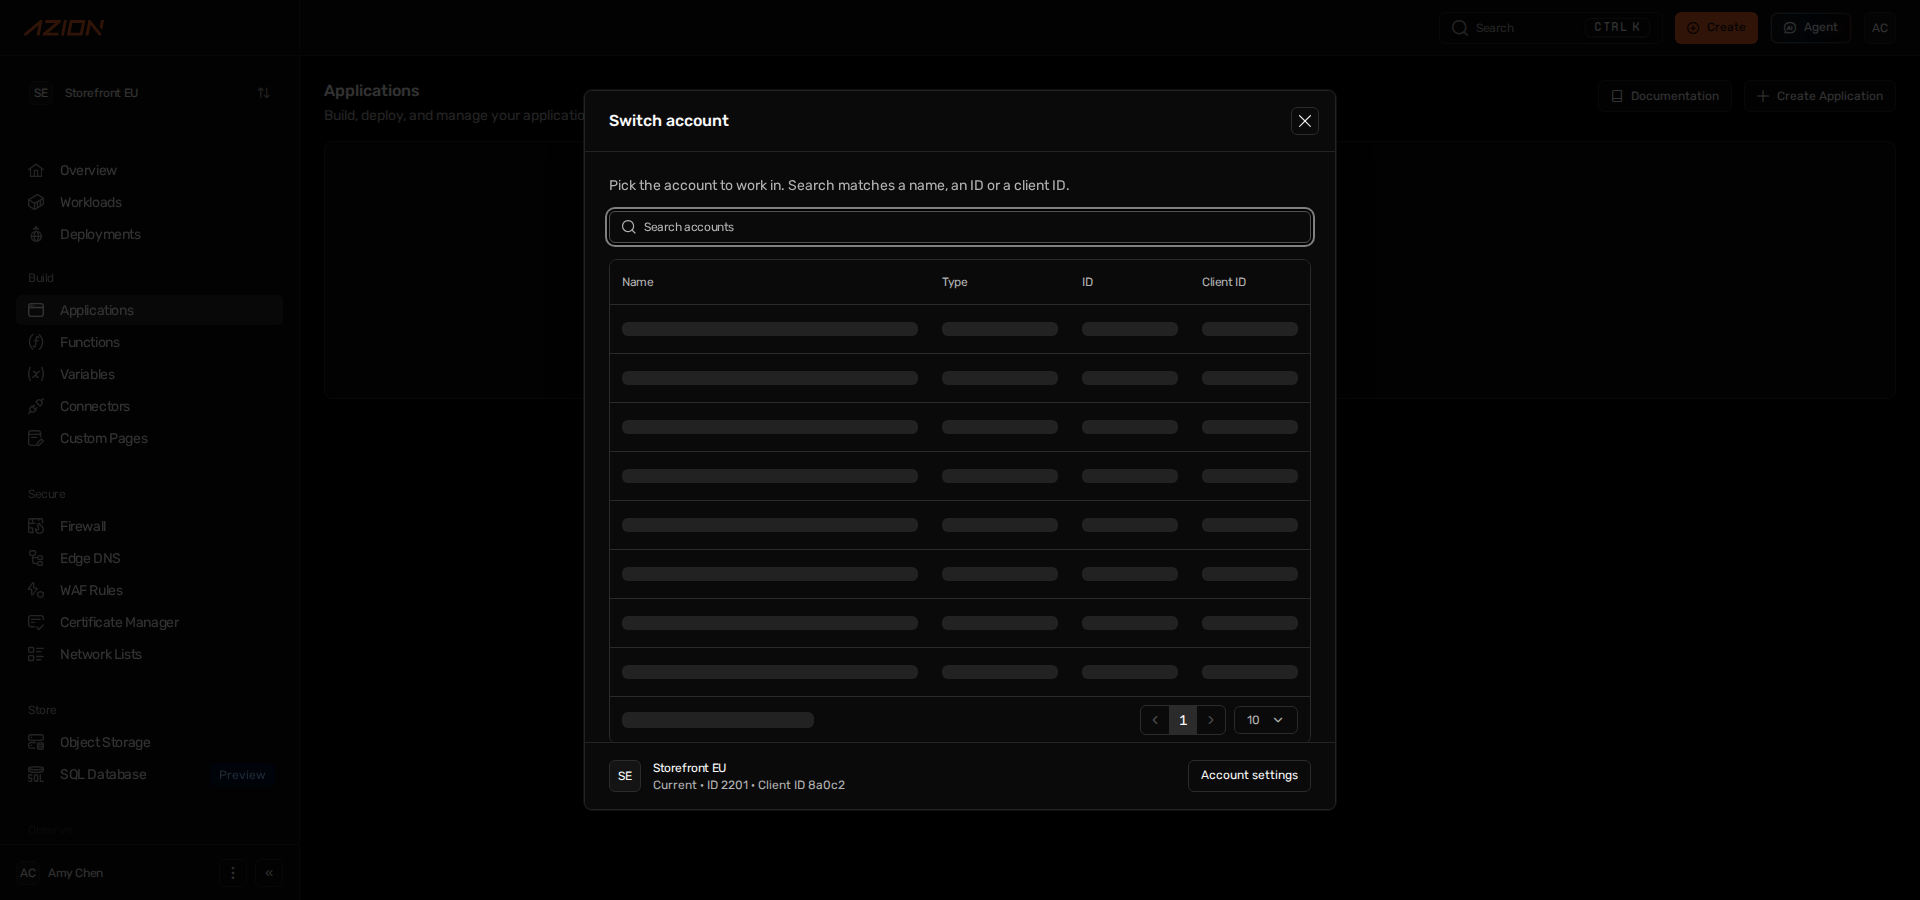 AZION
Search
CTRL K
Create
Agent
AC
SE
Storefront EU
Applications
Build, deploy, and manage your applicatio
Documentation
Create Application
Overview
Workloads
Deployments
Build
Applications
Functions
Variables
Connectors
Custom Pages
Secure
Firewall
Edge DNS
WAF Rules
Certificate Manager
Network Lists
Store
Object Storage
SQL Database
Preview
Observe
AC
Amy Chen
Switch account
Pick the account to work in. Search matches a name, an ID or a client ID.
Search accounts
Name
Type
ID
Client ID
1
10
SE
Storefront EU
Current • ID 2201 • Client ID 8a0c2
Account settings